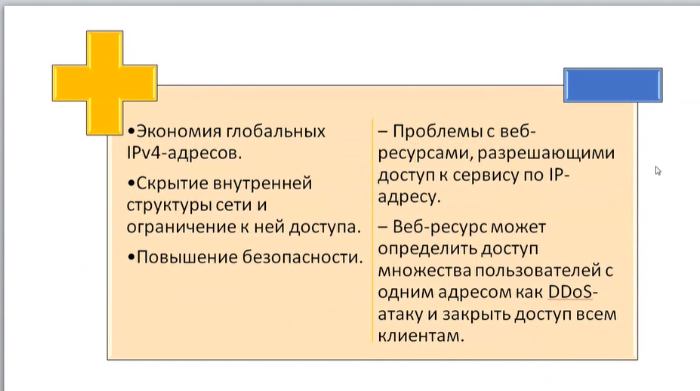 •Экономия глобальных
IPv4-адресов.
•Скрытие внутренней
структуры сети и
ограничение к ней доступа.
•Повышение безопасности.
– Проблемы с веб-
ресурсами, разрешающими
доступ к сервису по IP-
адресу.
– Веб-ресурс может
определить доступ
множества пользователей с
одним адресом как DDoS-
атаку и закрыть доступ всем
клиентам.